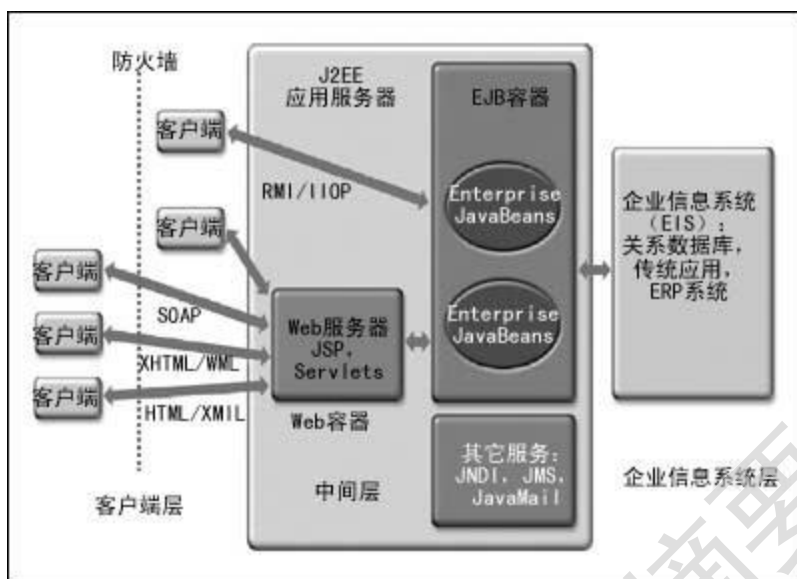 防火墙
客户端
客户端
客户端
客户端
客户端
RMI/IIOP
SOAP
XHTML/WML
HTML/XMIL
客户端层
J2EE
应用服务器
Web服务器
JSP,
Servlets
Web容器
中间层
EJB容器
Enterprise
JavaBeans
Enterprise
JavaBeans
其它服务:
JNDI, JMS,
JavaMail
企业信息系统
(EIS):
关系数据库,
传统应用,
ERP系统
企业信息系统层
摘要